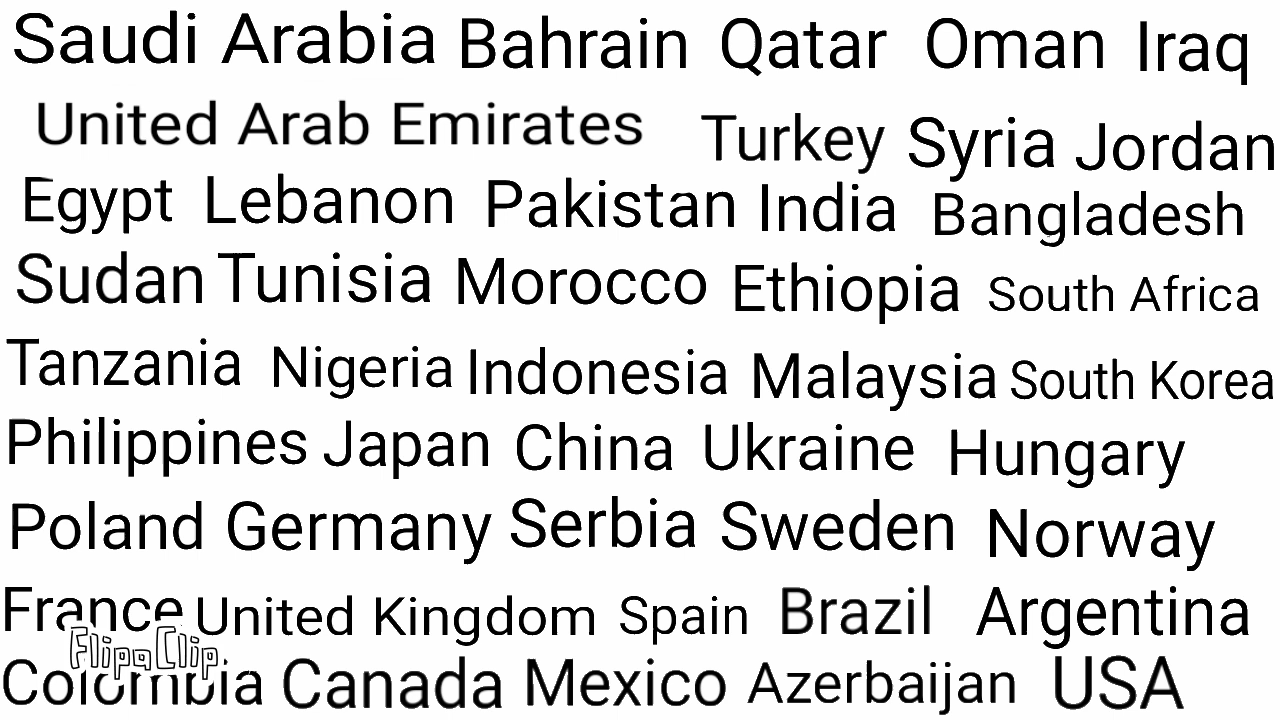 Saudi Arabia Bahrain Qatar Oman Iraq
United Arab Emirates Turkey Syria Jordan
Egypt Lebanon Pakistan India Bangladesh
Sudan Tunisia Morocco Ethiopia South Africa
Tanzania Nigeria Indonesia Malaysia South Korea
Philippines Japan China Ukraine Hungary
Poland Germany Serbia Sweden Norway
France United Kingdom Spain Brazil Argentina
FlipaClip
Colombia Canada Mexico Azerbaijan USA